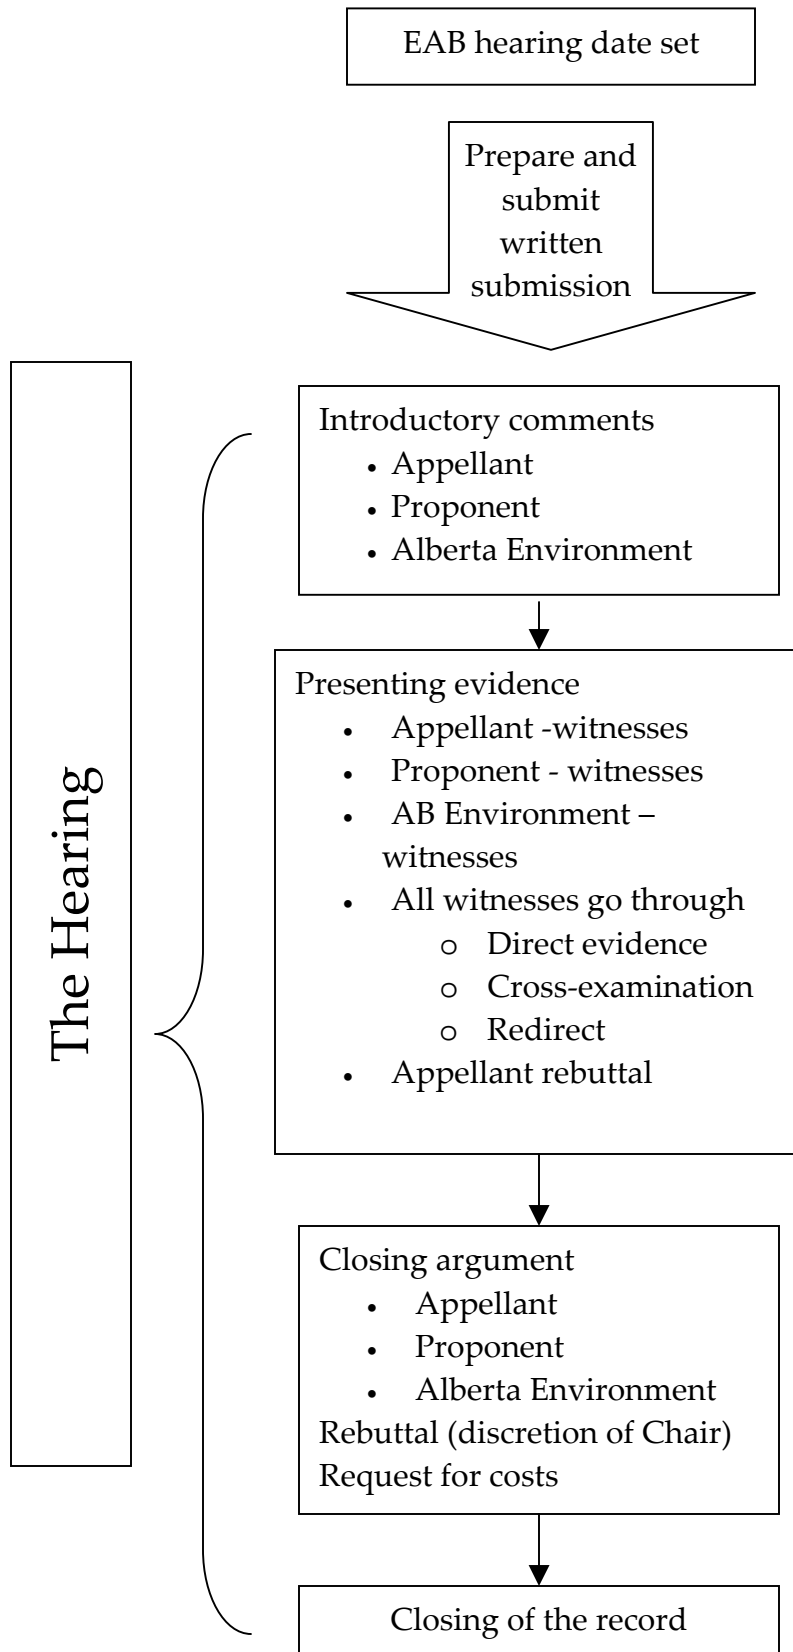 EAB hearing date set
Prepare and
submit
written
submission
The Hearing
Introductory comments
• Appellant
• Proponent
• Alberta Environment
Presenting evidence
• Appellant -witnesses
• Proponent - witnesses
• AB Environment –
witnesses
• All witnesses go through
o Direct evidence
o Cross-examination
o Redirect
• Appellant rebuttal
Closing argument
• Appellant
• Proponent
• Alberta Environment
Rebuttal (discretion of Chair)
Request for costs
Closing of the record